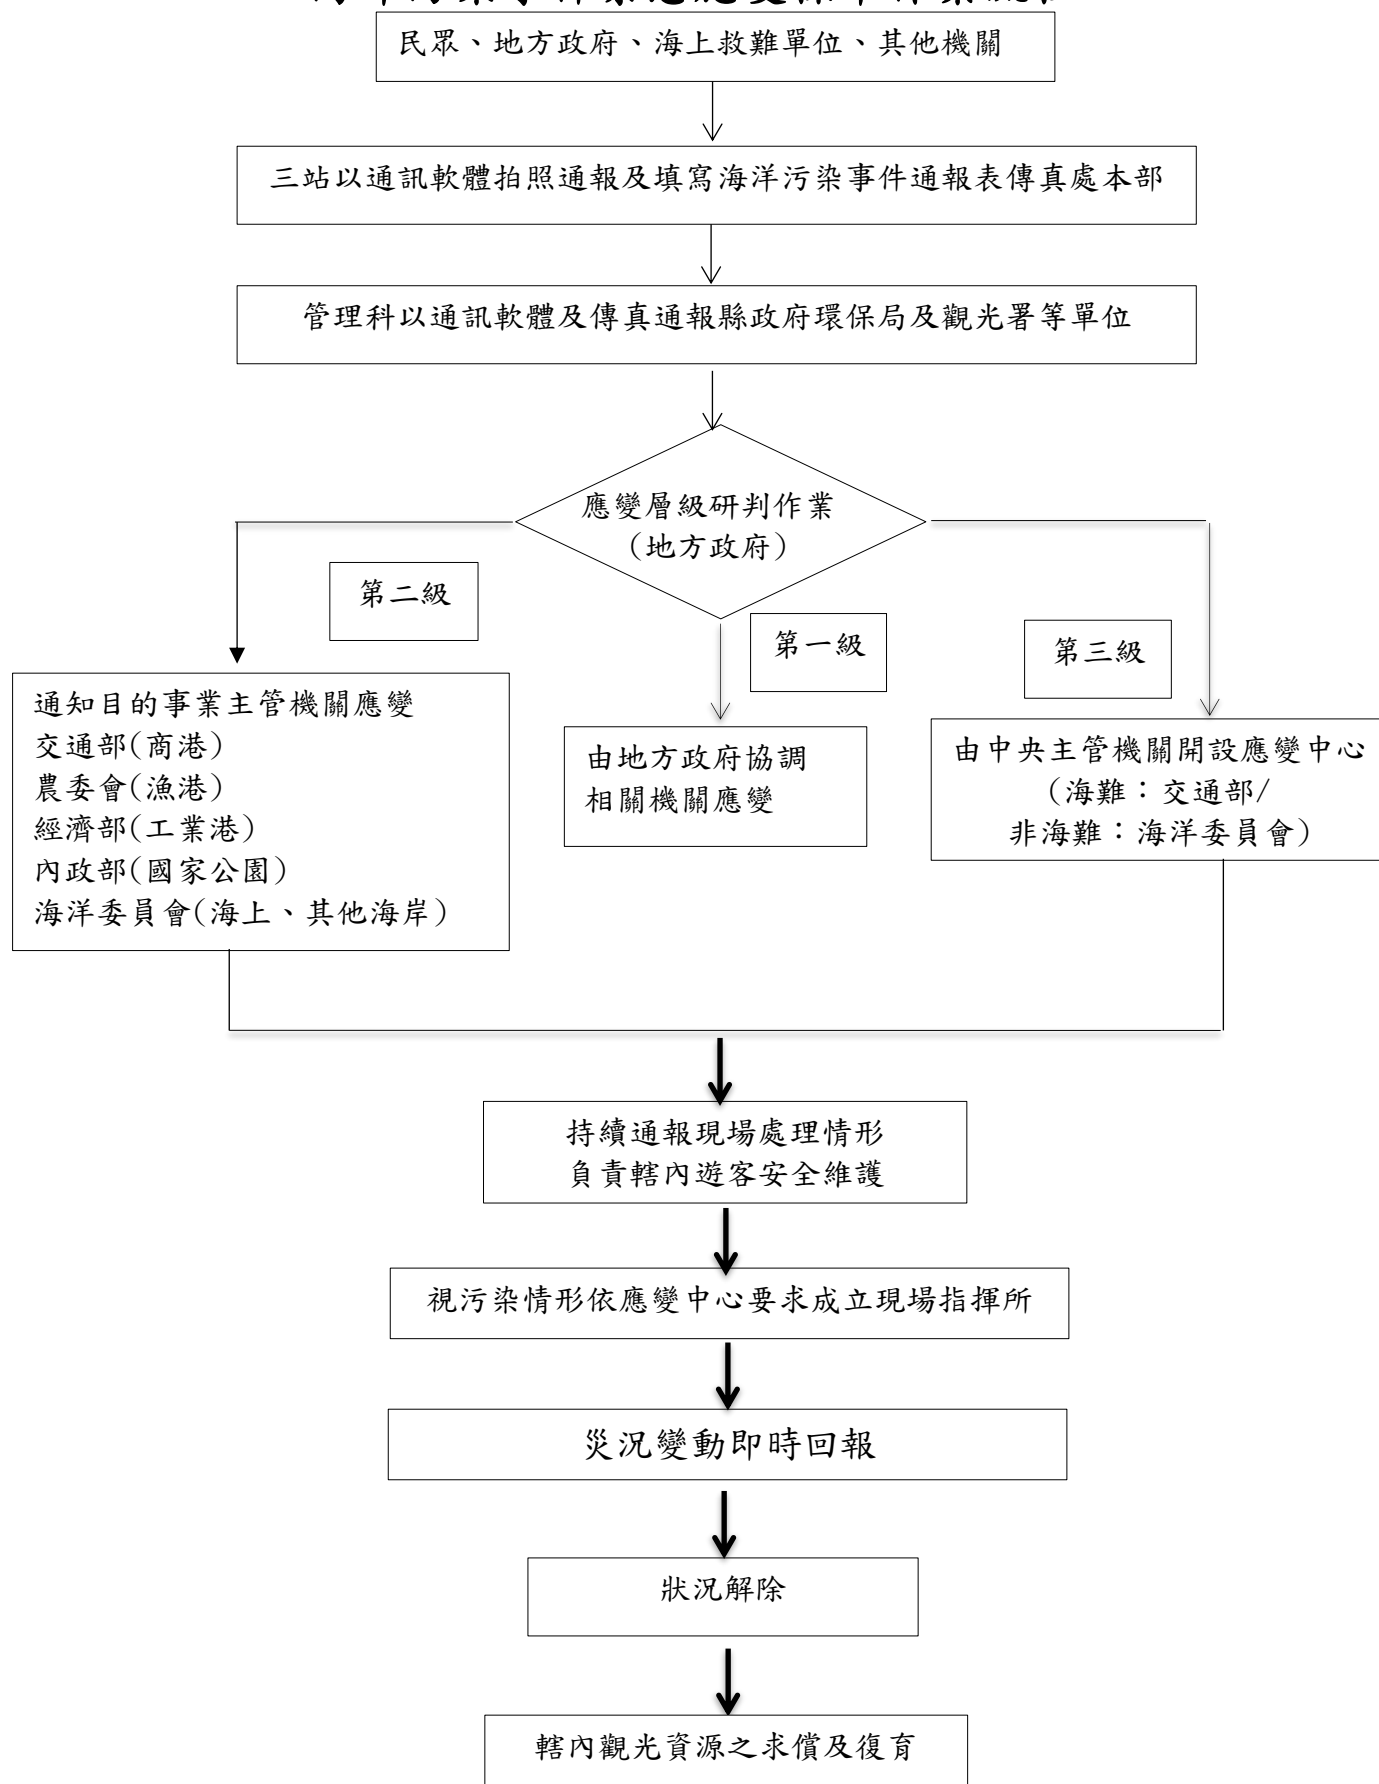 民眾、地方政府、海上救難單位、其他機關
三站以通訊軟體拍照通報及填寫海洋污染事件通報表傳真處本部
管理科以通訊軟體及傳真通報縣政府環保局及觀光署等單位
應變層級研判作業
(地方政府)
第二級
第一級
第三級
通知目的事業主管機關應變
交通部(商港)
農委會(漁港)
經濟部(工業港)
內政部(國家公園)
海洋委員會(海上、其他海岸)
由地方政府協調
相關機關應變
由中央主管機關開設應變中心
(海難：交通部/
非海難：海洋委員會)
持續通報現場處理情形
負責轄內遊客安全維護
視污染情形依應變中心要求成立現場指揮所
災況變動即時回報
狀況解除
轄內觀光資源之求償及復育